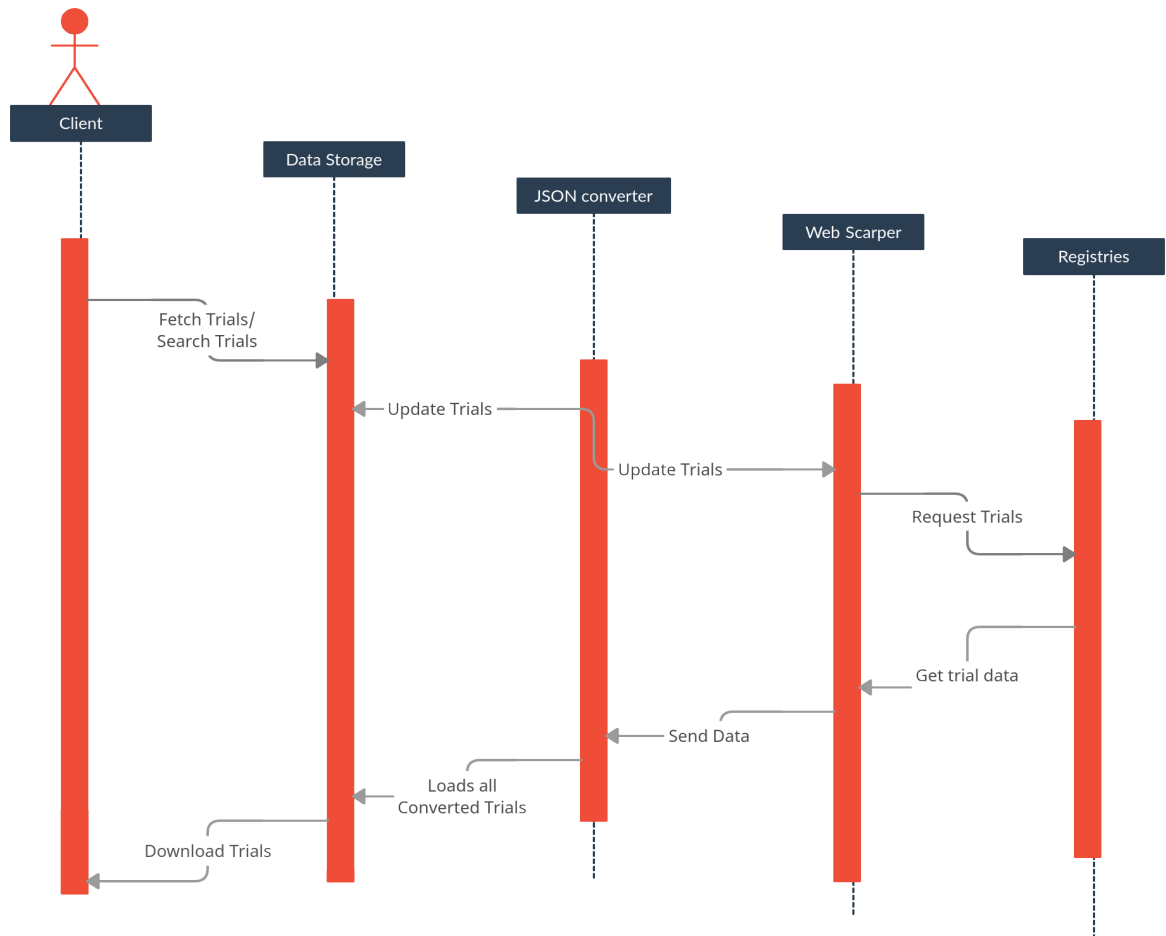 Client
Data Storage
JSON converter
Web Scarper
Registries
Fetch Trials/
Search Trials
Update Trials
Update Trials
Request Trials
Get trial data
Send Data
Loads all
Converted Trials
Download Trials